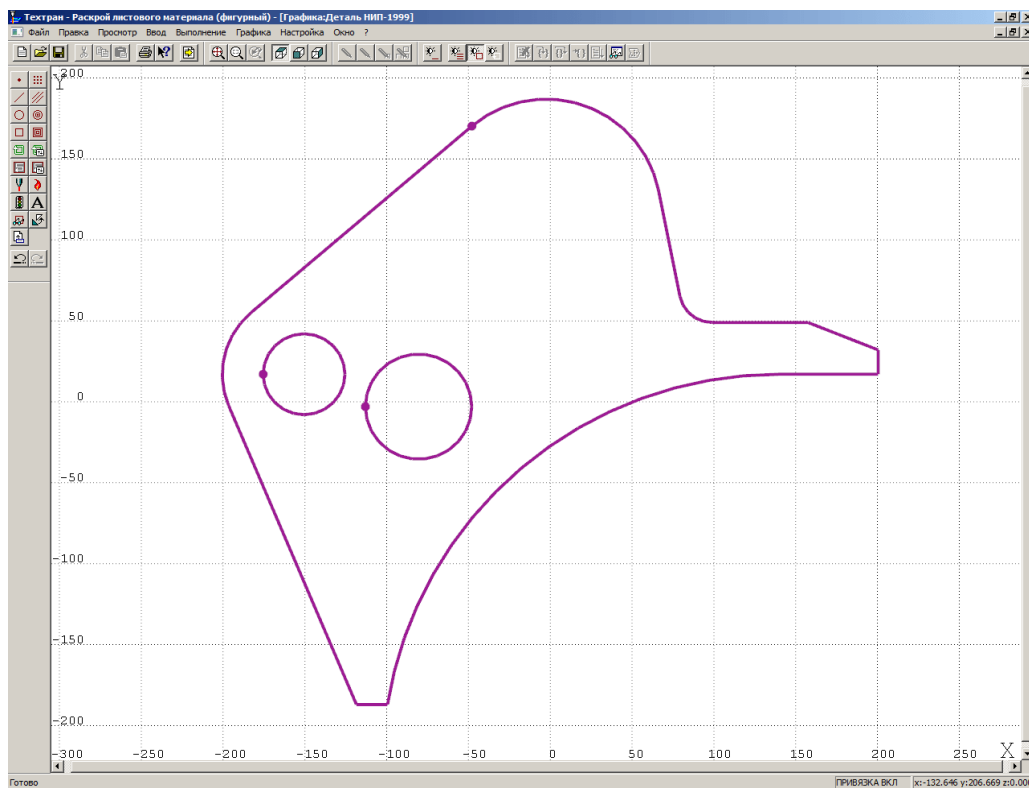 Техтран - Раскрой листового материала (фигурный) - [Графика:Деталь НИП-1999]
Файл Правка Просмотр Ввод Выполнение Графика Настройка Окно ?
Y
200
150
100
50
0
-50
-100
-150
-200
-300 -250 -200 -150 -100 -50 0 50 100 150 200 250 X
Готово ПРИВЯЗКА ВКЛ x:-132.646 y:206.669 z:0.00